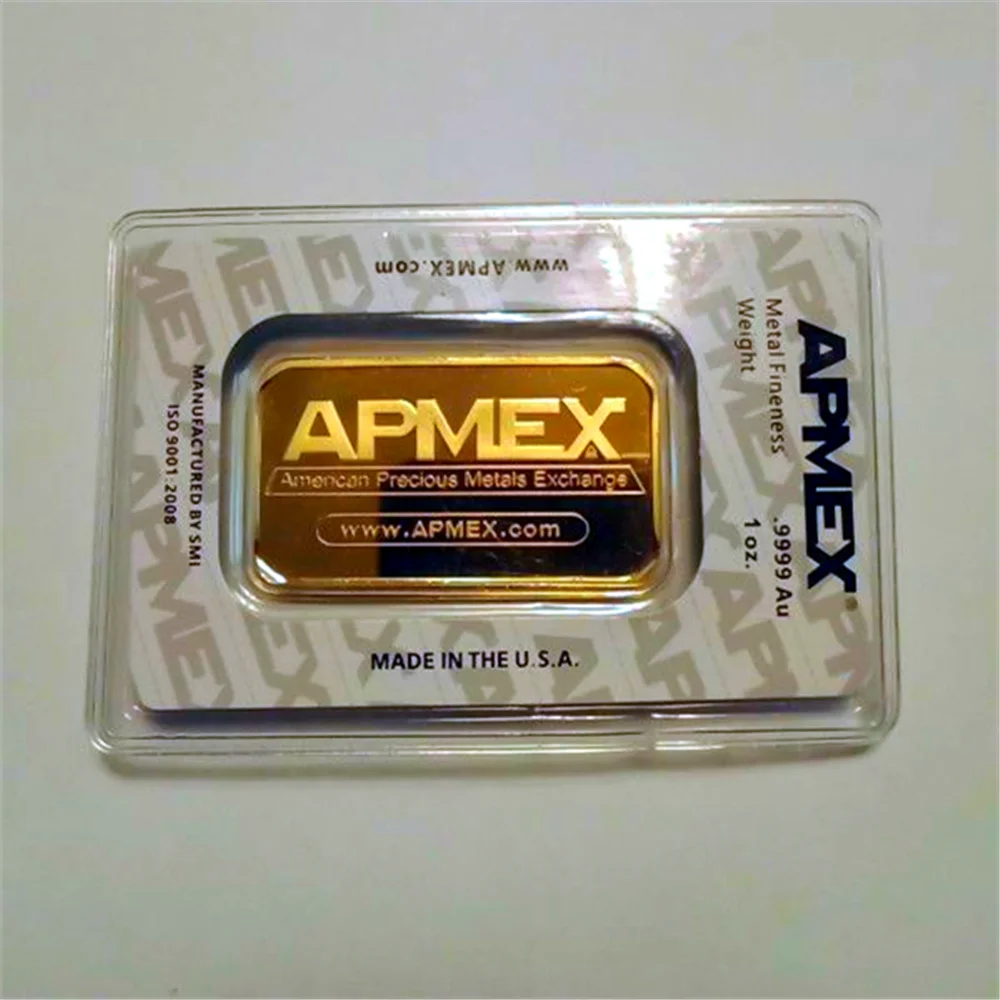 www.APMEX.com
APMEX®
Metal Fineness .9999 Au
Weight 1 oz.
APMEX
American Precious Metals Exchange
www.APMEX.com
MANUFACTURED BY SMI
ISO 9001:2008
MADE IN THE U.S.A.